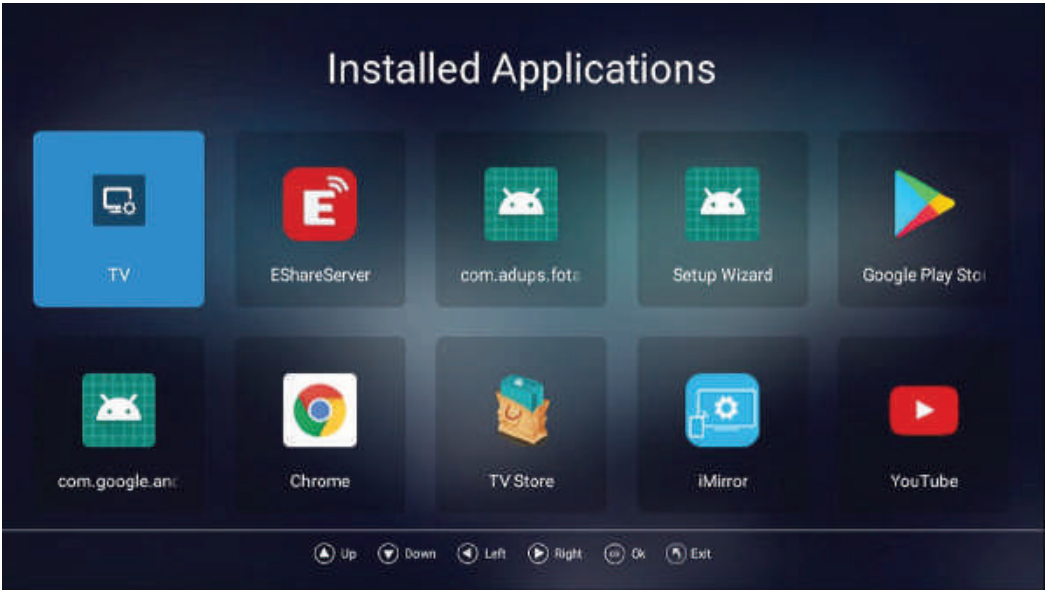 Installed Applications
E
TV
EShareServer
com.adups.fota
Setup Wizard
Google Play Sto
com.google.and
Chrome
TV Store
iMirror
YouTube
Up Down Left Right OK Ok Exit